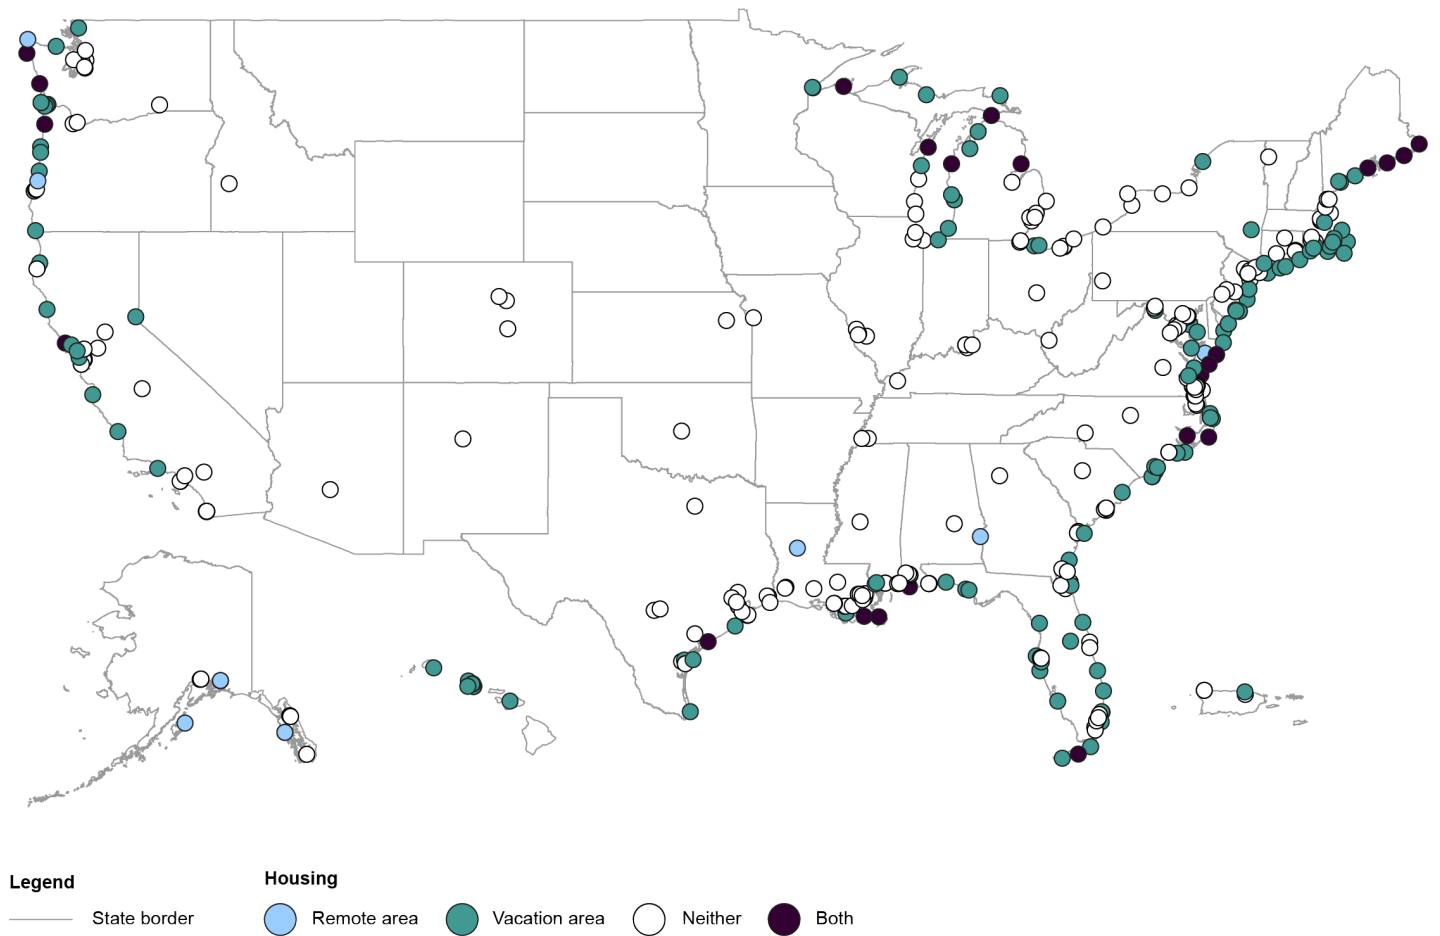 Legend
Housing
State border
Remote area
Vacation area
Neither
Both